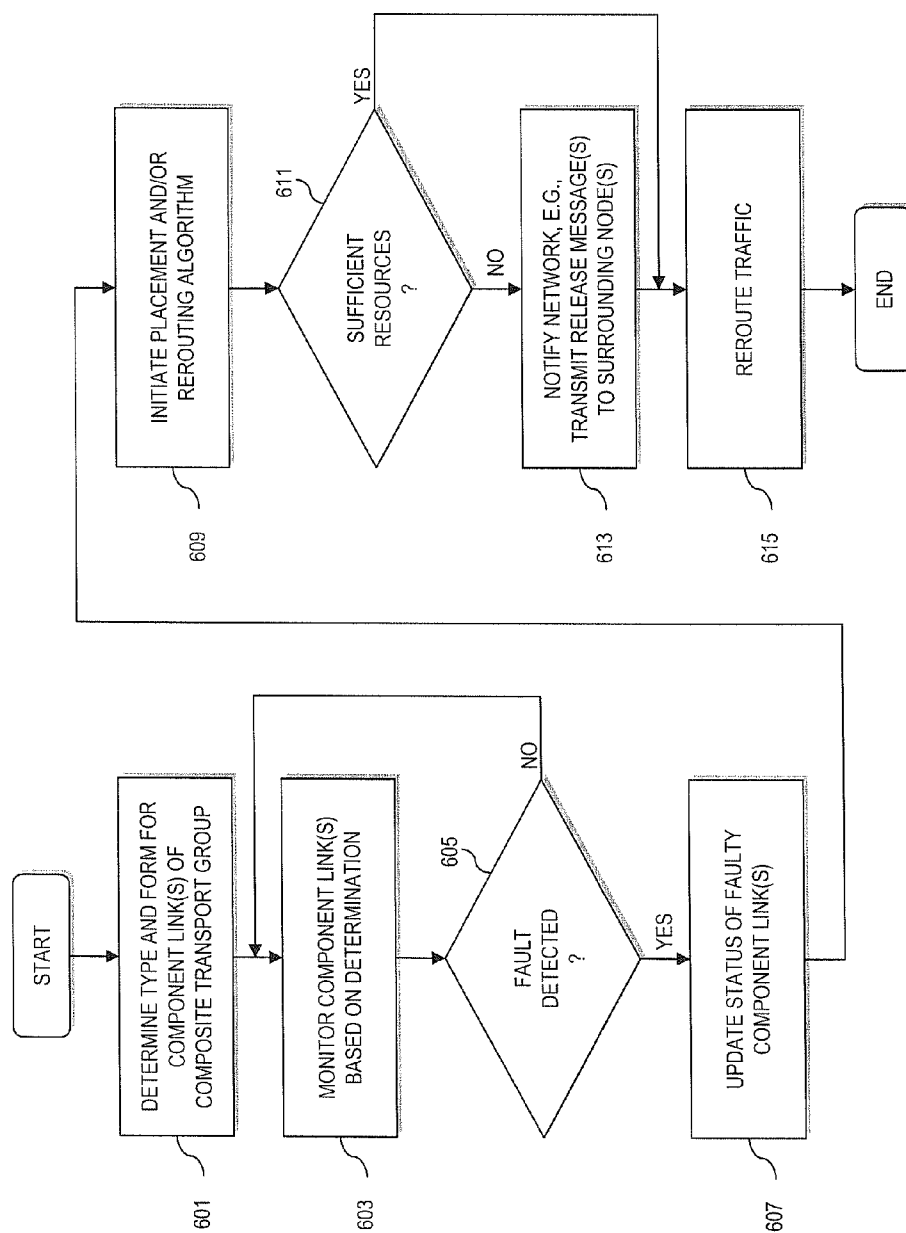 START
DETERMINE TYPE AND FORM FOR
COMPONENT LINK(S) OF
COMPOSITE TRANSPORT GROUP
601
MONITOR COMPONENT LINK(S)
BASED ON DETERMINATION
603
605
FAULT
DETECTED
?
NO
YES
UPDATE STATUS OF FAULTY
COMPONENT LINK(S)
607
INITIATE PLACEMENT AND/OR
REROUTING ALGORITHM
609
611
SUFFICIENT
RESOURCES
?
YES
NO
NOTIFY NETWORK, E.G.,
TRANSMIT RELEASE MESSAGE(S)
TO SURROUNDING NODE(S)
613
REROUTE TRAFFIC
615
END